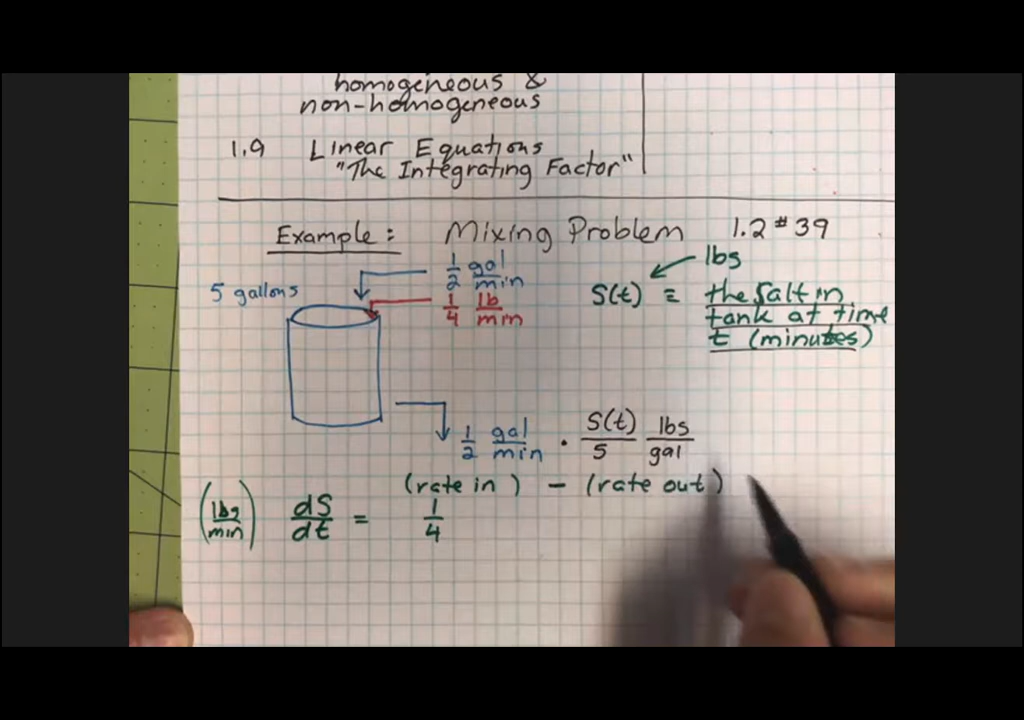 homogeneous &
non-homogeneous
1.9 Linear Equations
"The Integrating Factor"
Example: Mixing Problem 1.2 #39
lbs
5 gallons
1/2 gal/min
1/4 lb/min
S(t) ≡ the salt in
tank at time
t (minutes)
1/2 gal/min · S(t)/5 lbs/gal
(rate in) – (rate out)
(lbs/min) dS/dt = 1/4